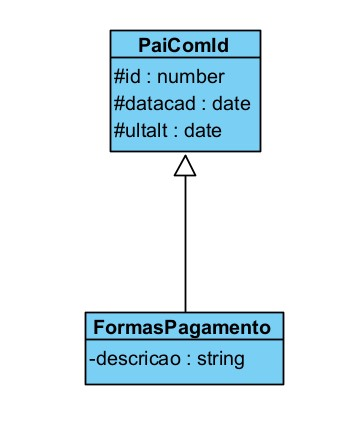 PaiComId
#id : number
#datacad : date
#ultalt : date
FormasPagamento
-descricao : string